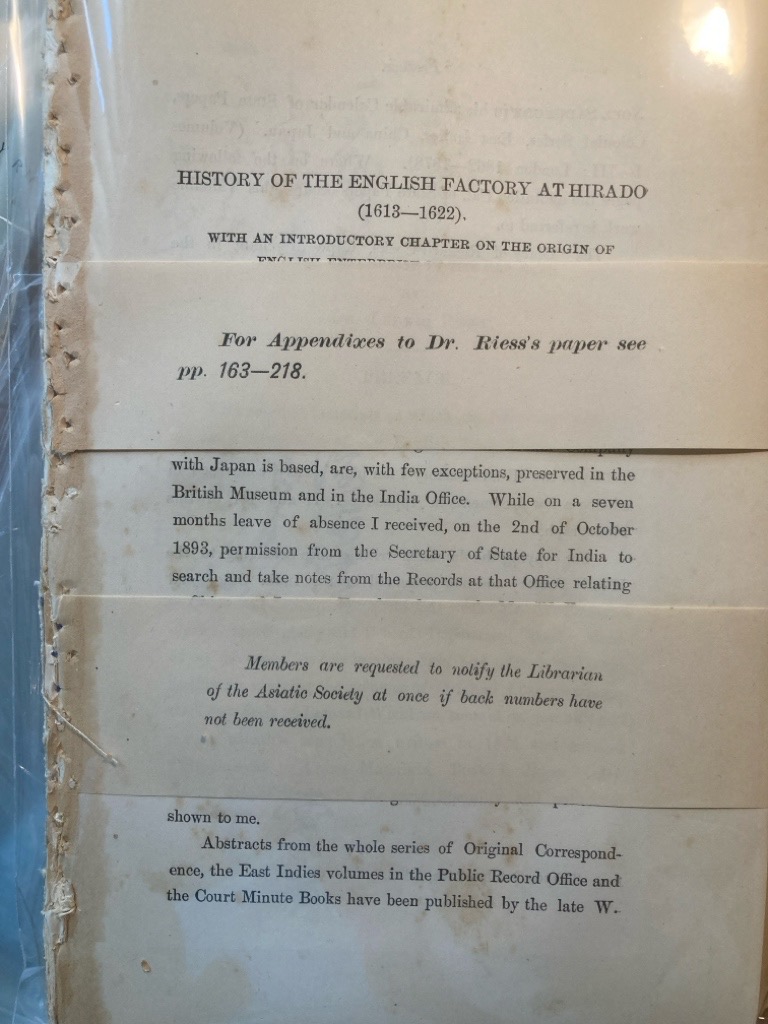 HISTORY OF THE ENGLISH FACTORY AT HIRADO
(1613—1622).
WITH AN INTRODUCTORY CHAPTER ON THE ORIGIN OF
For Appendixes to Dr. Riess's paper see
pp. 163—218.
Company
with Japan is based, are, with few exceptions, preserved in the
British Museum and in the India Office. While on a seven
months leave of absence I received, on the 2nd of October
1893, permission from the Secretary of State for India to
search and take notes from the Records at that Office relating
Members are requested to notify the Librarian
of the Asiatic Society at once if back numbers have
not been received.
shown to me.
Abstracts from the whole series of Original Correspond-
ence, the East Indies volumes in the Public Record Office and
the Court Minute Books have been published by the late W.